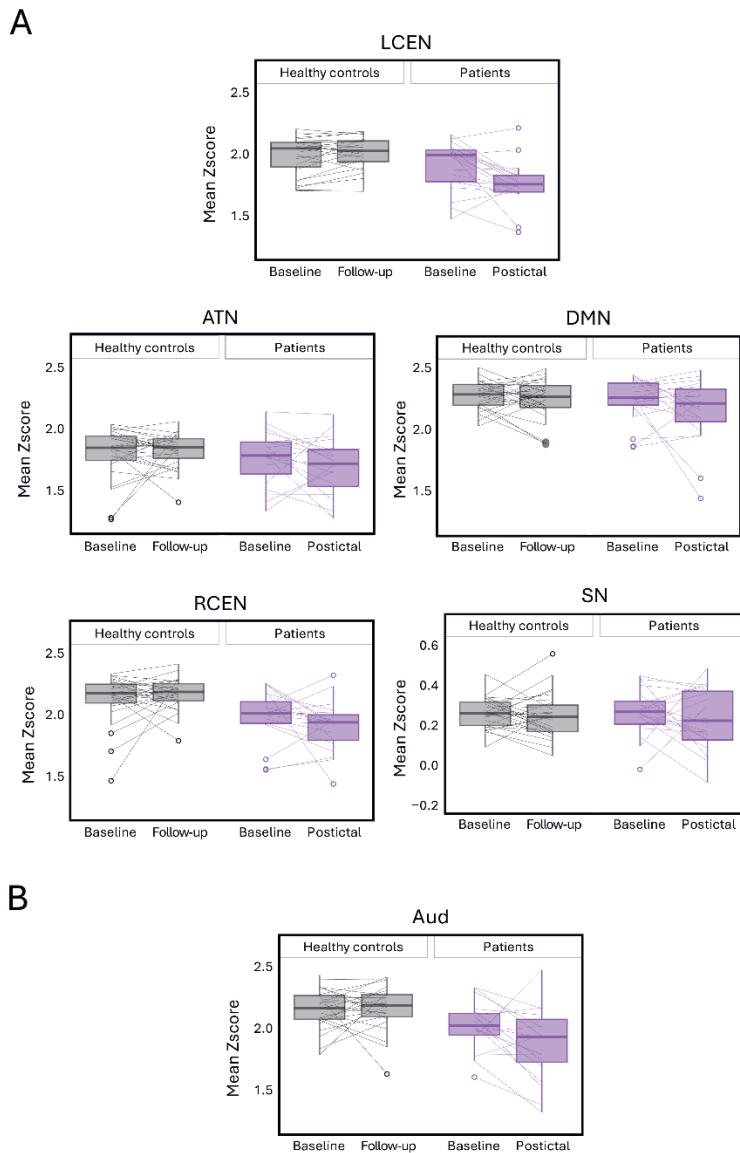 A
LCEN
Healthy controls Patients
2.5
2.0
1.5
Mean Zscore
Baseline Follow-up Baseline Postictal
ATN
Healthy controls Patients
2.5
2.0
1.5
Mean Zscore
Baseline Follow-up Baseline Postictal
DMN
Healthy controls Patients
2.5
2.0
1.5
Mean Zscore
Baseline Follow-up Baseline Postictal
RCEN
Healthy controls Patients
2.5
2.0
1.5
Mean Zscore
Baseline Follow-up Baseline Postictal
SN
Healthy controls Patients
0.6
0.4
0.2
0.0
−0.2
Mean Zscore
Baseline Follow-up Baseline Postictal
B
Aud
Healthy controls Patients
2.5
2.0
1.5
Mean Zscore
Baseline Follow-up Baseline Postictal